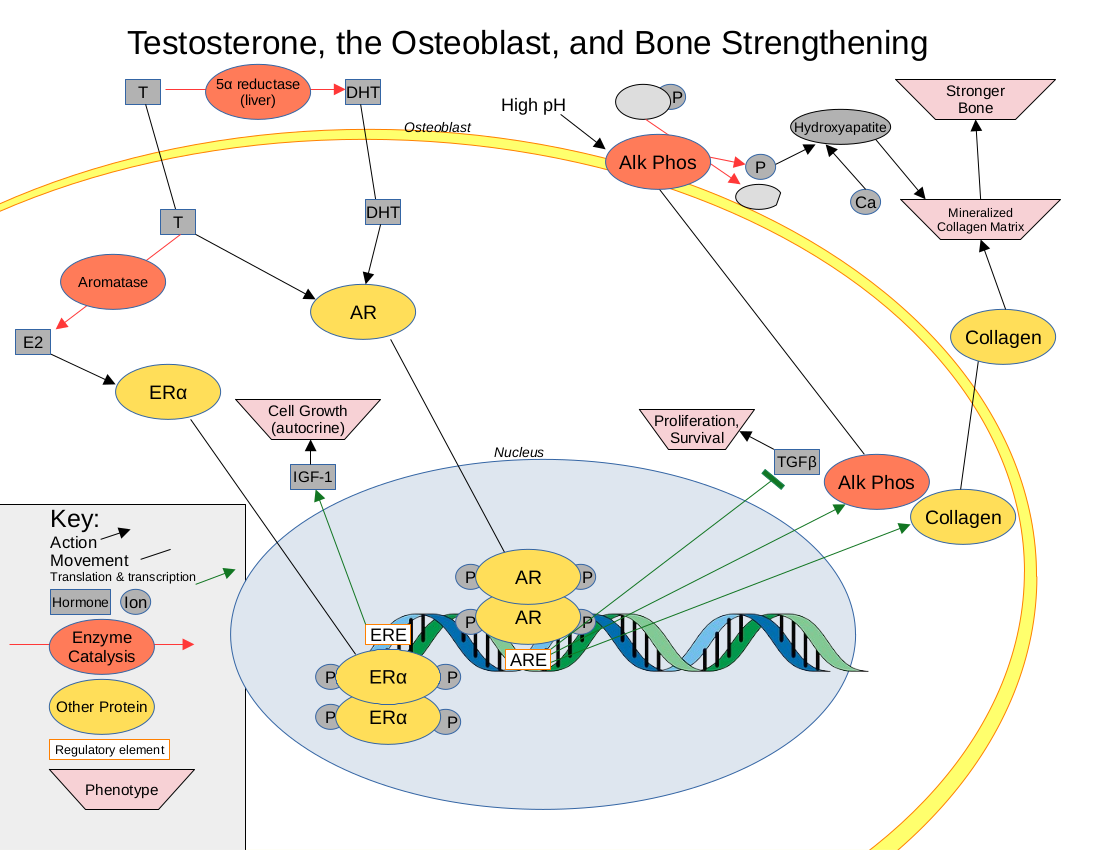 Testosterone, the Osteoblast, and Bone Strengthening
T
5α reductase
(liver)
DHT
High pH
P
Stronger
Bone
Osteoblast
Hydroxyapatite
Alk Phos
P
Ca
T
DHT
Mineralized
Collagen Matrix
Aromatase
AR
E2
Collagen
ERα
Cell Growth
(autocrine)
Proliferation,
Survival
Nucleus
IGF-1
TGFβ
Alk Phos
Collagen
Key:
Action
Movement
Translation & transcription
Hormone
Ion
Enzyme
Catalysis
Other Protein
Regulatory element
Phenotype
P
AR
P
P
AR
P
ERE
ARE
P
ERα
P
P
ERα
P